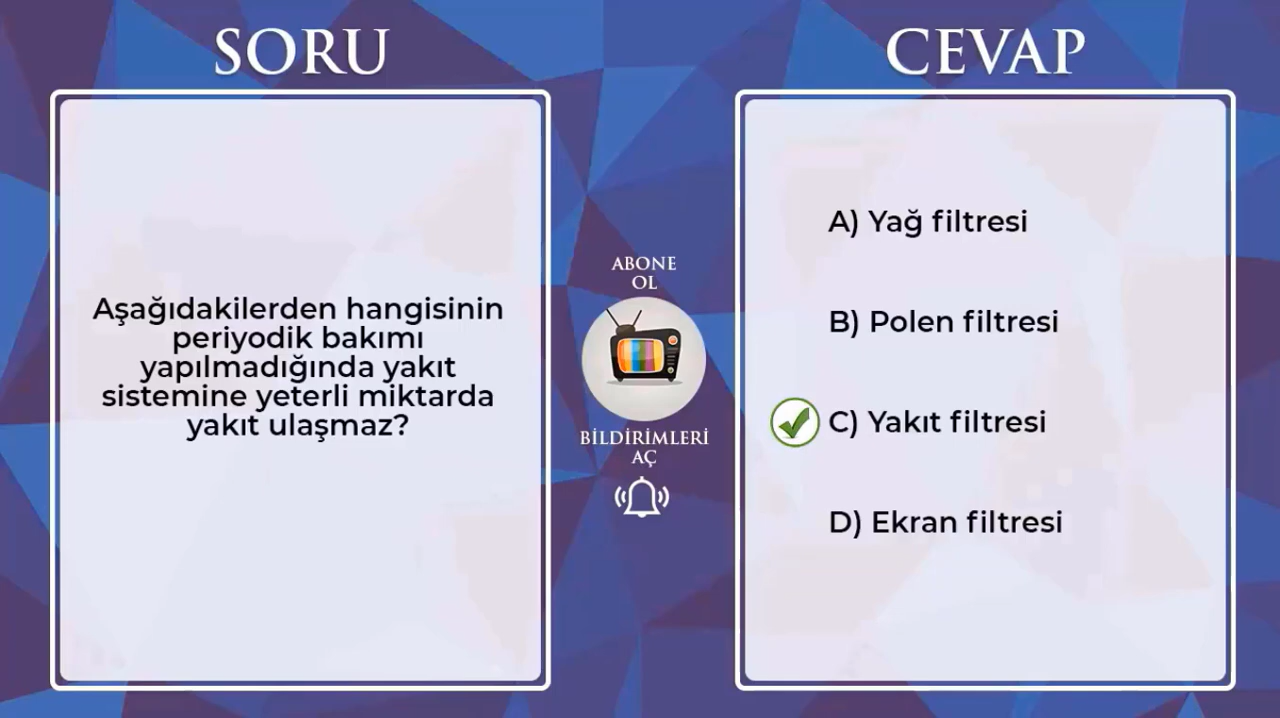 SORU
Aşağıdakilerden hangisinin
periyodik bakımı
yapılmadığında yakıt
sistemine yeterli miktarda
yakıt ulaşmaz?
ABONE
OL
BİLDİRİMLERİ
AÇ
CEVAP
A) Yağ filtresi
B) Polen filtresi
C) Yakıt filtresi
D) Ekran filtresi